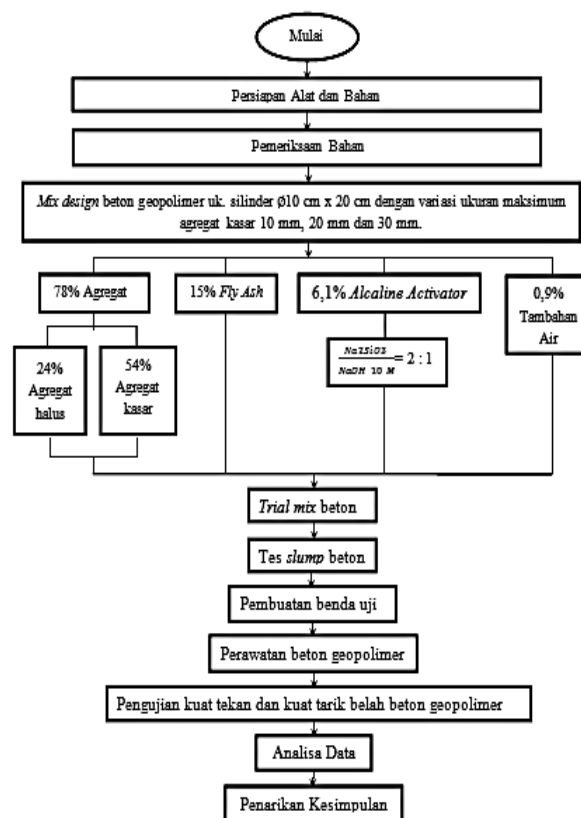 Mulai
Persiapan Alat dan Bahan
Pemeriksaan Bahan
Mix design beton geopolimer uk. silinder Ø10 cm x 20 cm dengan variasi ukuran maksimum
agregat kasar 10 mm, 20 mm dan 30 mm.
78% Agregat
15% Fly Ash
6,1% Alcaline Activator
0,9%
Tambahan
Air
24%
Agregat
halus
54%
Agregat
kasar
Na2SiO3
NaOH 10 M
= 2 : 1
Trial mix beton
Tes slump beton
Pembuatan benda uji
Perawatan beton geopolimer
Pengujian kuat tekan dan kuat tarik belah beton geopolimer
Analisa Data
Penarikan Kesimpulan